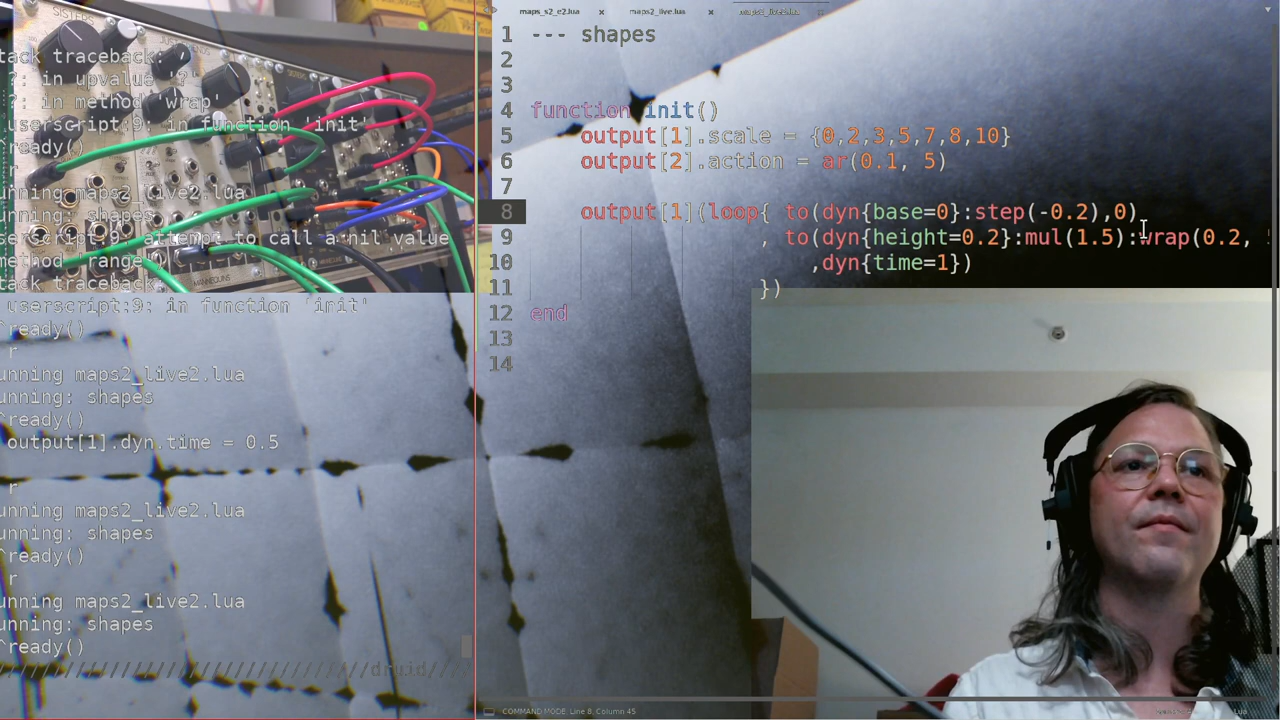 tack traceback:
?: in upvalue '?'
?: in method 'wrap'
userscript:9: in function 'init'
^ready()
r
unning maps2_live2.lua
unning: shapes
serscript:9: attempt to call a nil value
method 'range'
tack traceback:
userscript:9: in function 'init'
^ready()
r
unning maps2_live2.lua
unning: shapes
^ready()
output[1].dyn.time = 0.5
r
unning maps2_live2.lua
unning: shapes
^ready()
r
unning maps2_live2.lua
unning: shapes
^ready()
////////////////////////////////druid//
maps_s2_e2.lua
maps2_live.lua
1 --- shapes
2
3
4 function init()
5 output[1].scale = {0,2,3,5,7,8,10}
6 output[2].action = ar(0.1, 5)
7
8 output[1](loop{ to(dyn{base=0}:step(-0.2),0)
9 , to(dyn{height=0.2}:mul(1.5):wrap(0.2,
10 ,dyn{time=1})
11 })
12 end
13
14
COMMAND MODE, Line 8, Column 45
Lua